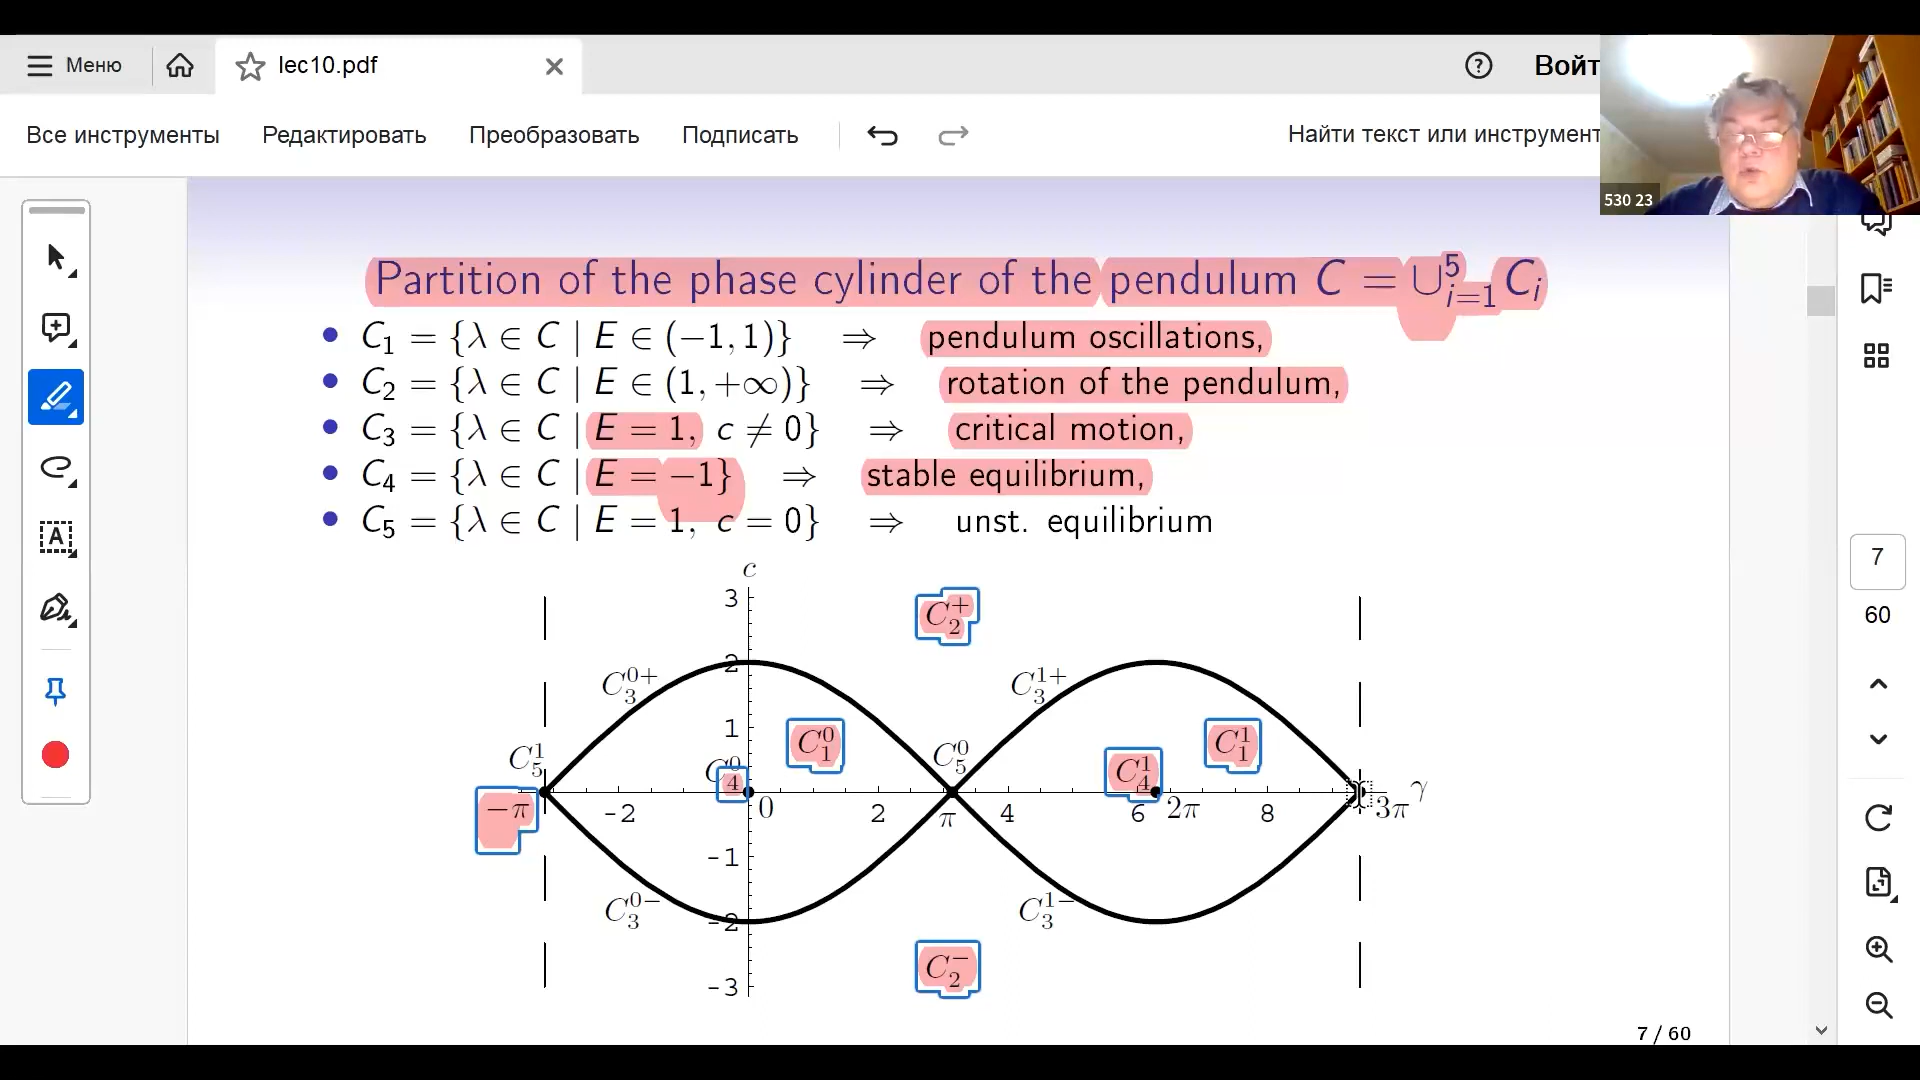 Меню
lec10.pdf
Войт
Все инструменты Редактировать Преобразовать Подписать
Найти текст или инструмент
530 23
Partition of the phase cylinder of the pendulum C = ∪⁵ᵢ₌₁ Cᵢ
• C₁ = {λ ∈ C | E ∈ (−1, 1)} ⇒ pendulum oscillations,
• C₂ = {λ ∈ C | E ∈ (1, +∞)} ⇒ rotation of the pendulum,
• C₃ = {λ ∈ C | E = 1, c ≠ 0} ⇒ critical motion,
• C₄ = {λ ∈ C | E = −1} ⇒ stable equilibrium,
• C₅ = {λ ∈ C | E = 1, c = 0} ⇒ unst. equilibrium
c
3
C₂⁺
2
C₃⁰⁺
C₃¹⁺
1
C₁⁰
C₁¹
C₅¹
C₄⁰
C₅⁰
C₄¹
γ
−π
-2
0
2
π
4
6
2π
8
3π
-1
C₃⁰⁻
C₃¹⁻
-2
C₂⁻
-3
7 / 60
7
60